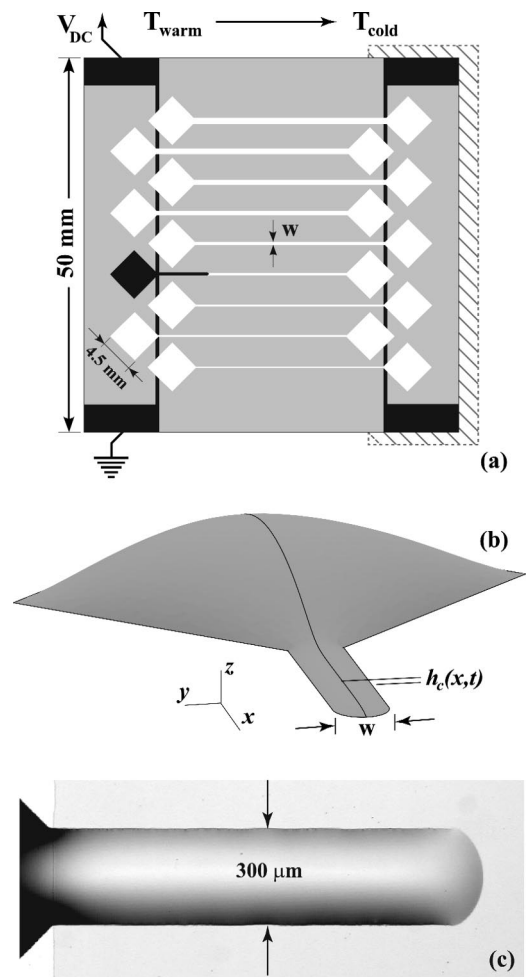 V_DC T_warm T_cold
50 mm
w
4.5 mm
(a)
(b)
z
y
x
h_c(x,t)
w
300 μm
(c)